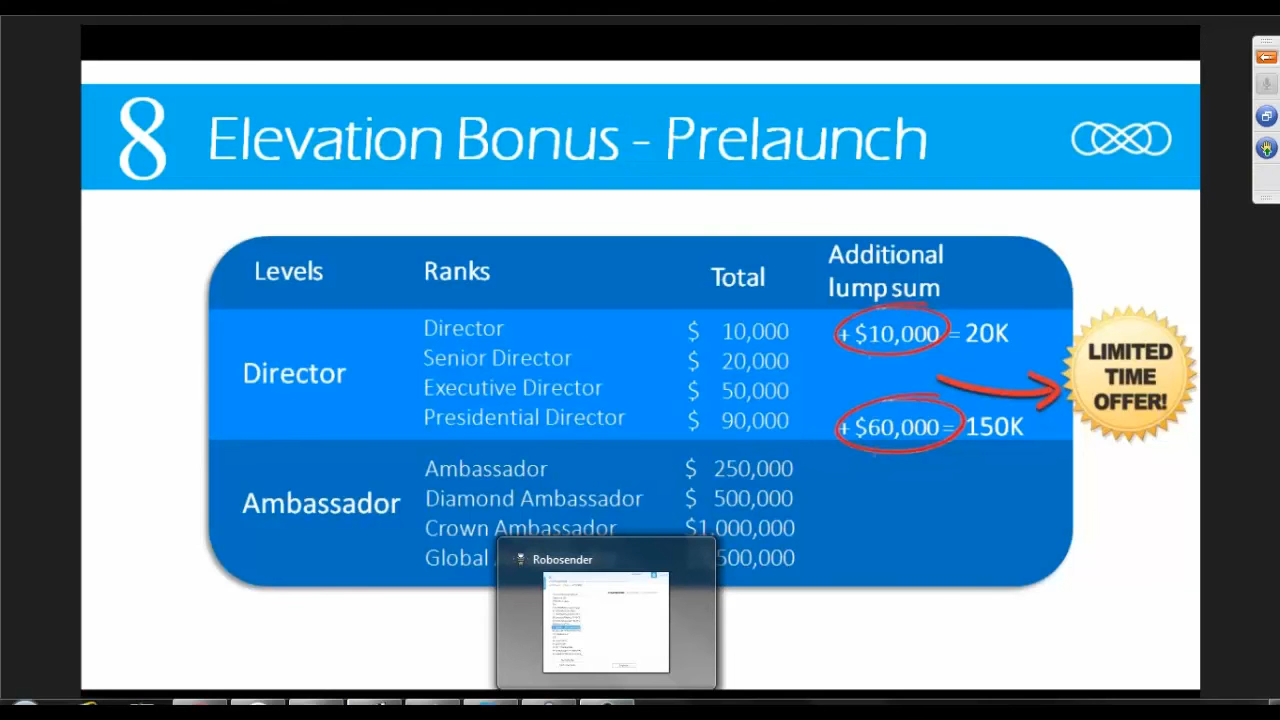 8 Elevation Bonus - Prelaunch
Levels Ranks Total Additional
lump sum
Director $ 10,000 + $10,000 = 20K
Senior Director $ 20,000
Director
Executive Director $ 50,000
Presidential Director $ 90,000 + $60,000 = 150K
LIMITED
TIME
OFFER!
Ambassador $ 250,000
Diamond Ambassador $ 500,000
Ambassador
Crown Ambassador $1,000,000
Global 500,000
Robosender